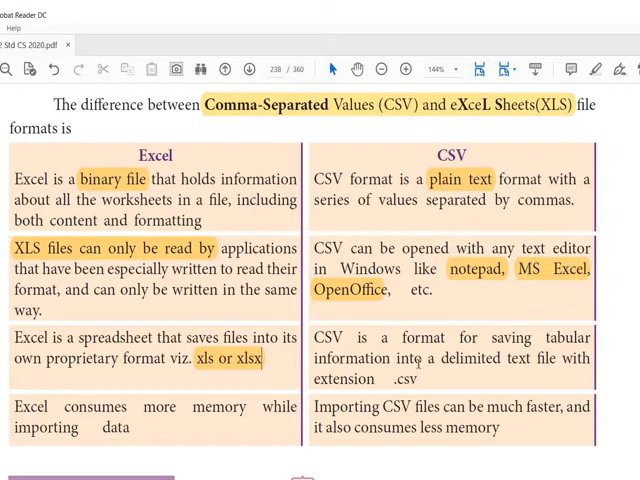 obat Reader DC
Help
2 Std CS 2020.pdf ×
238 / 360
144%
The difference between Comma-Separated Values (CSV) and eXceL Sheets(XLS) file
formats is
Excel
Excel is a binary file that holds information
about all the worksheets in a file, including
both content and formatting
XLS files can only be read by applications
that have been especially written to read their
format, and can only be written in the same
way.
Excel is a spreadsheet that saves files into its
own proprietary format viz. xls or xlsx
Excel consumes more memory while
importing data
CSV
CSV format is a plain text format with a
series of values separated by commas.
CSV can be opened with any text editor
in Windows like notepad, MS Excel,
OpenOffice, etc.
CSV is a format for saving tabular
information into a delimited text file with
extension .csv
Importing CSV files can be much faster, and
it also consumes less memory